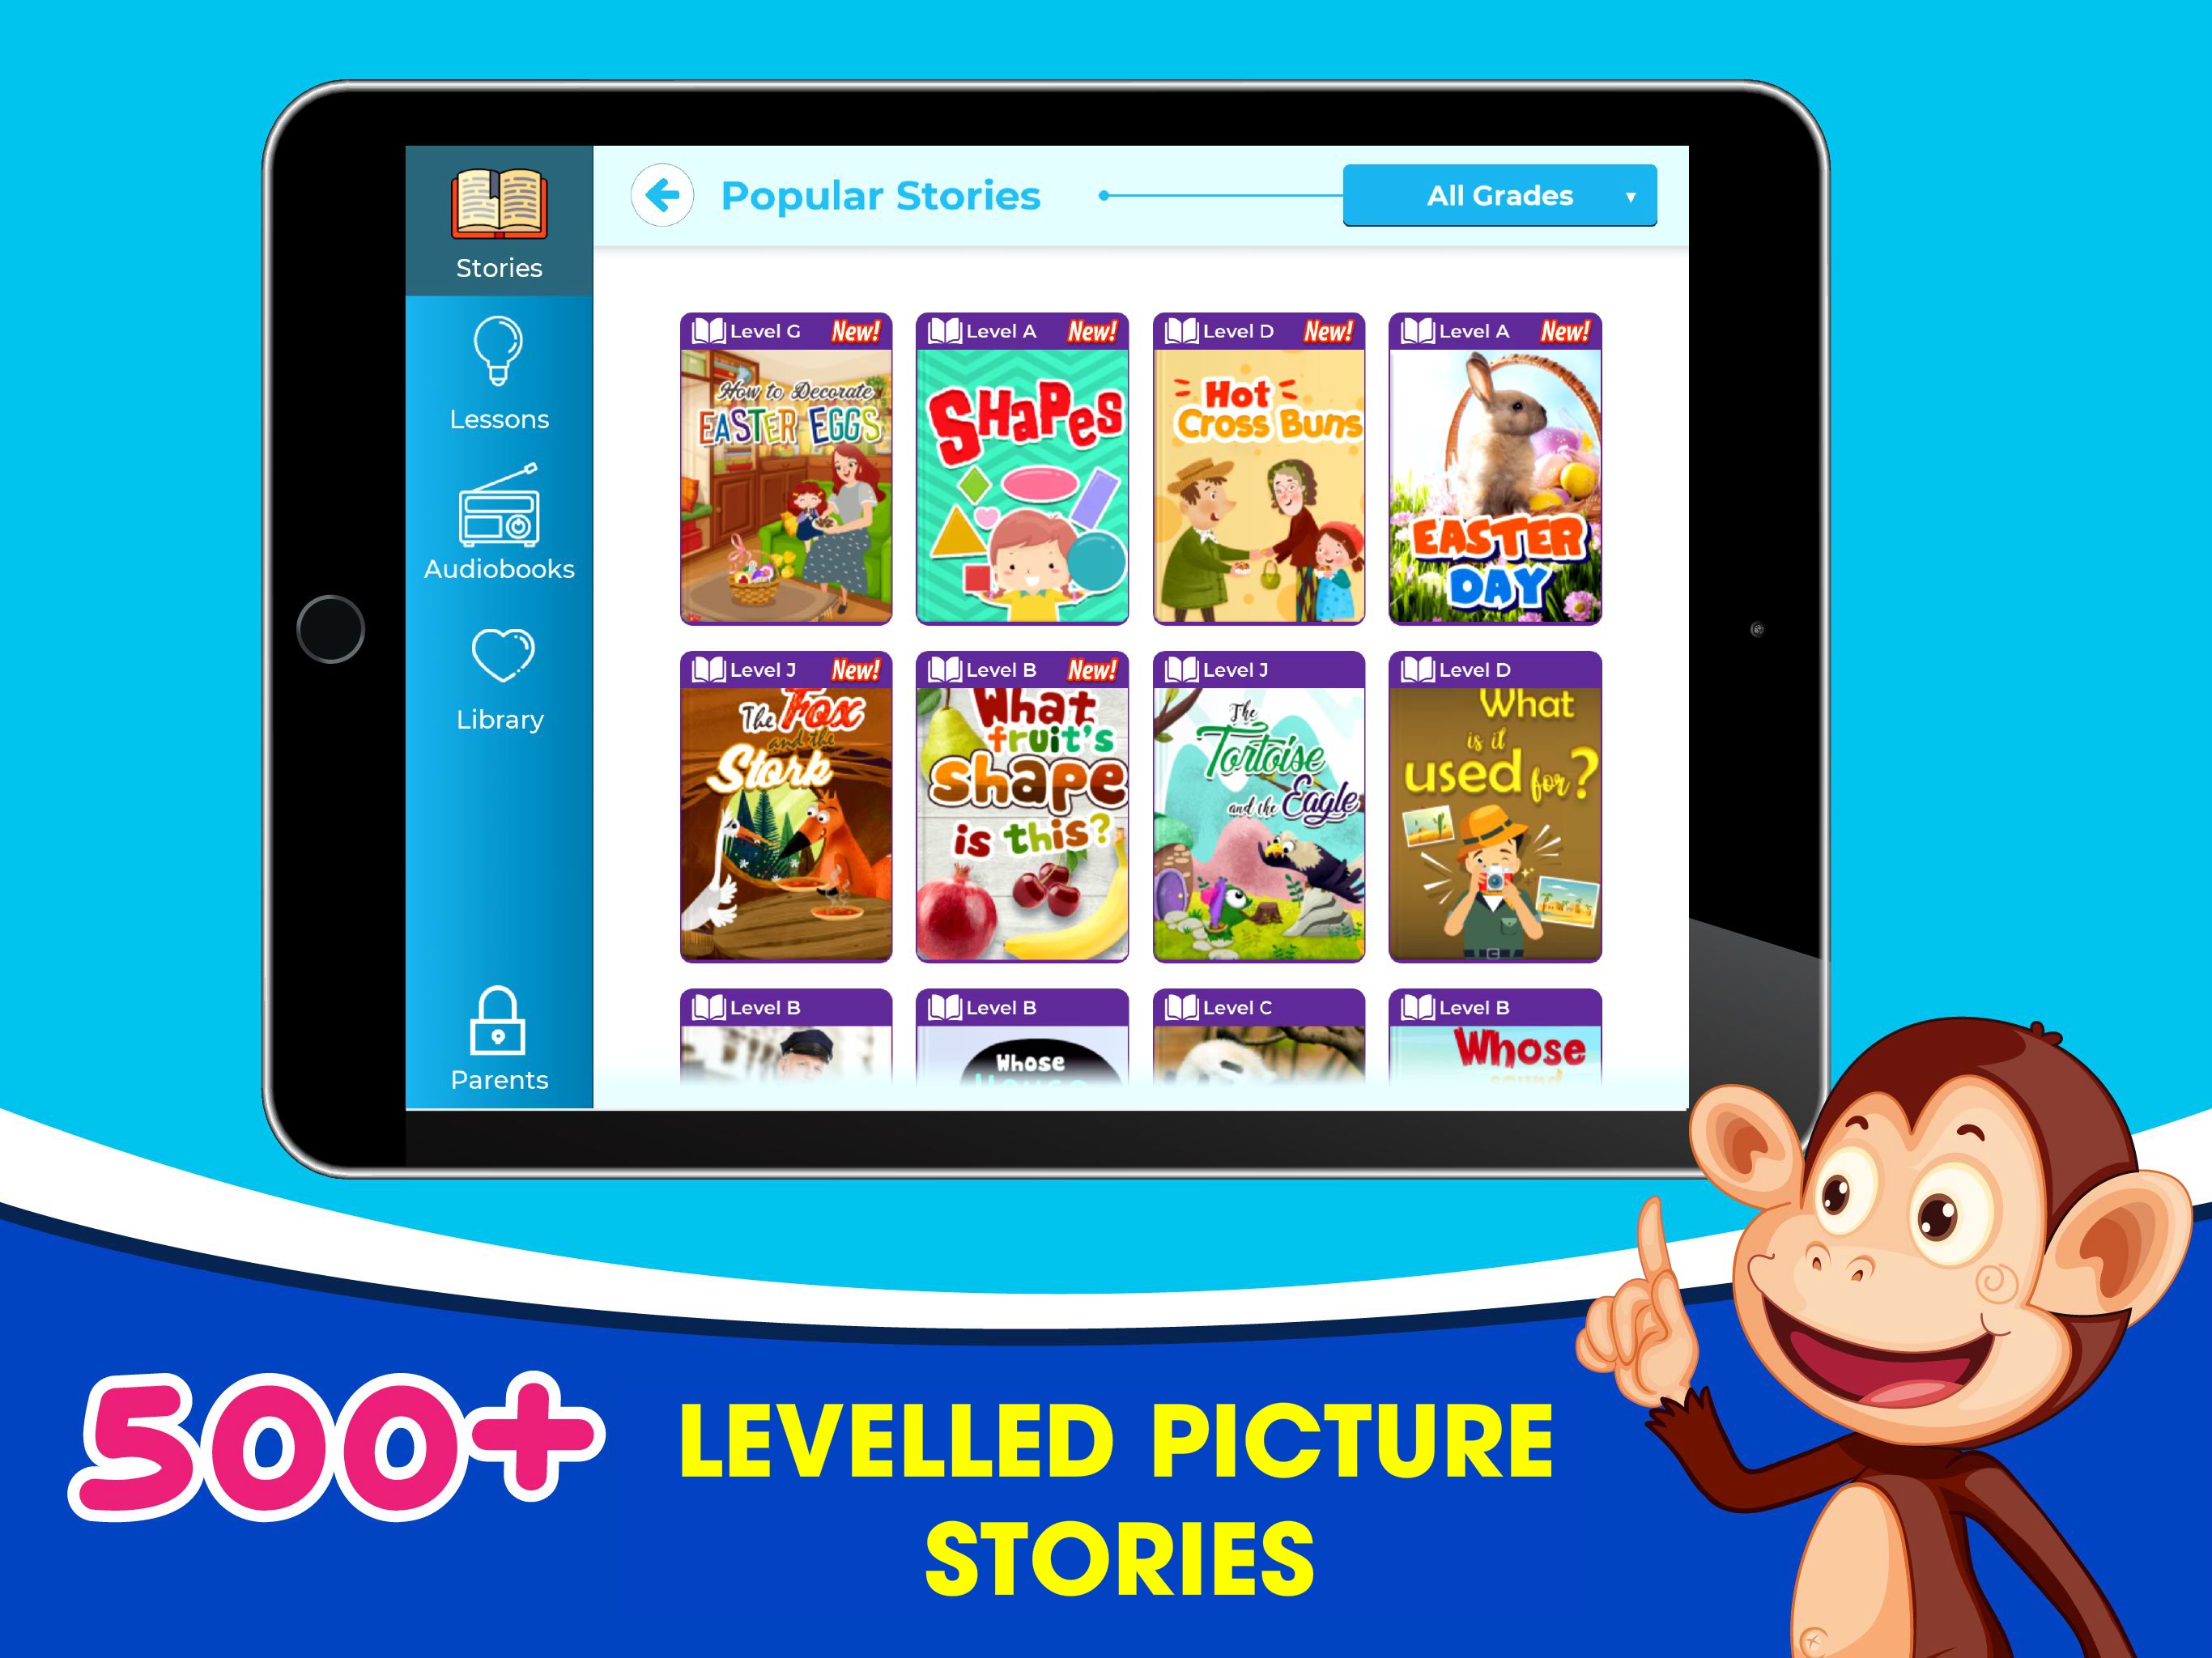 Stories
Lessons
Audiobooks
Library
Parents
Popular Stories
All Grades
Level G New!
How to Decorate
EASTER EGGS
Level A New!
SHaPes
Level D New!
Hot
Cross Buns
Level A New!
EASTER
DAY
Level J New!
The Fox
and the
Stork
Level B New!
What
fruit's
shape
is this?
Level J
The
Tortoise
and the Eagle
Level D
What
is it
used for?
Level B
Level B
Whose
House
Level C
Level B
Whose
sound
500+
LEVELLED PICTURE
STORIES